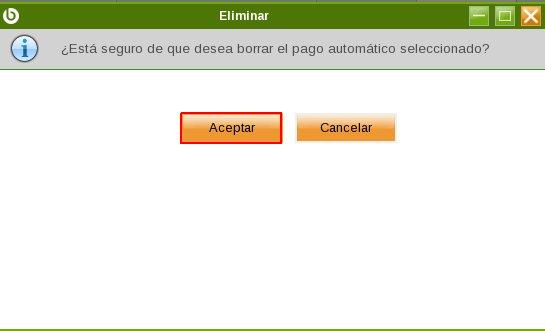 Eliminar
¿Está seguro de que desea borrar el pago automático seleccionado?
Aceptar
Cancelar